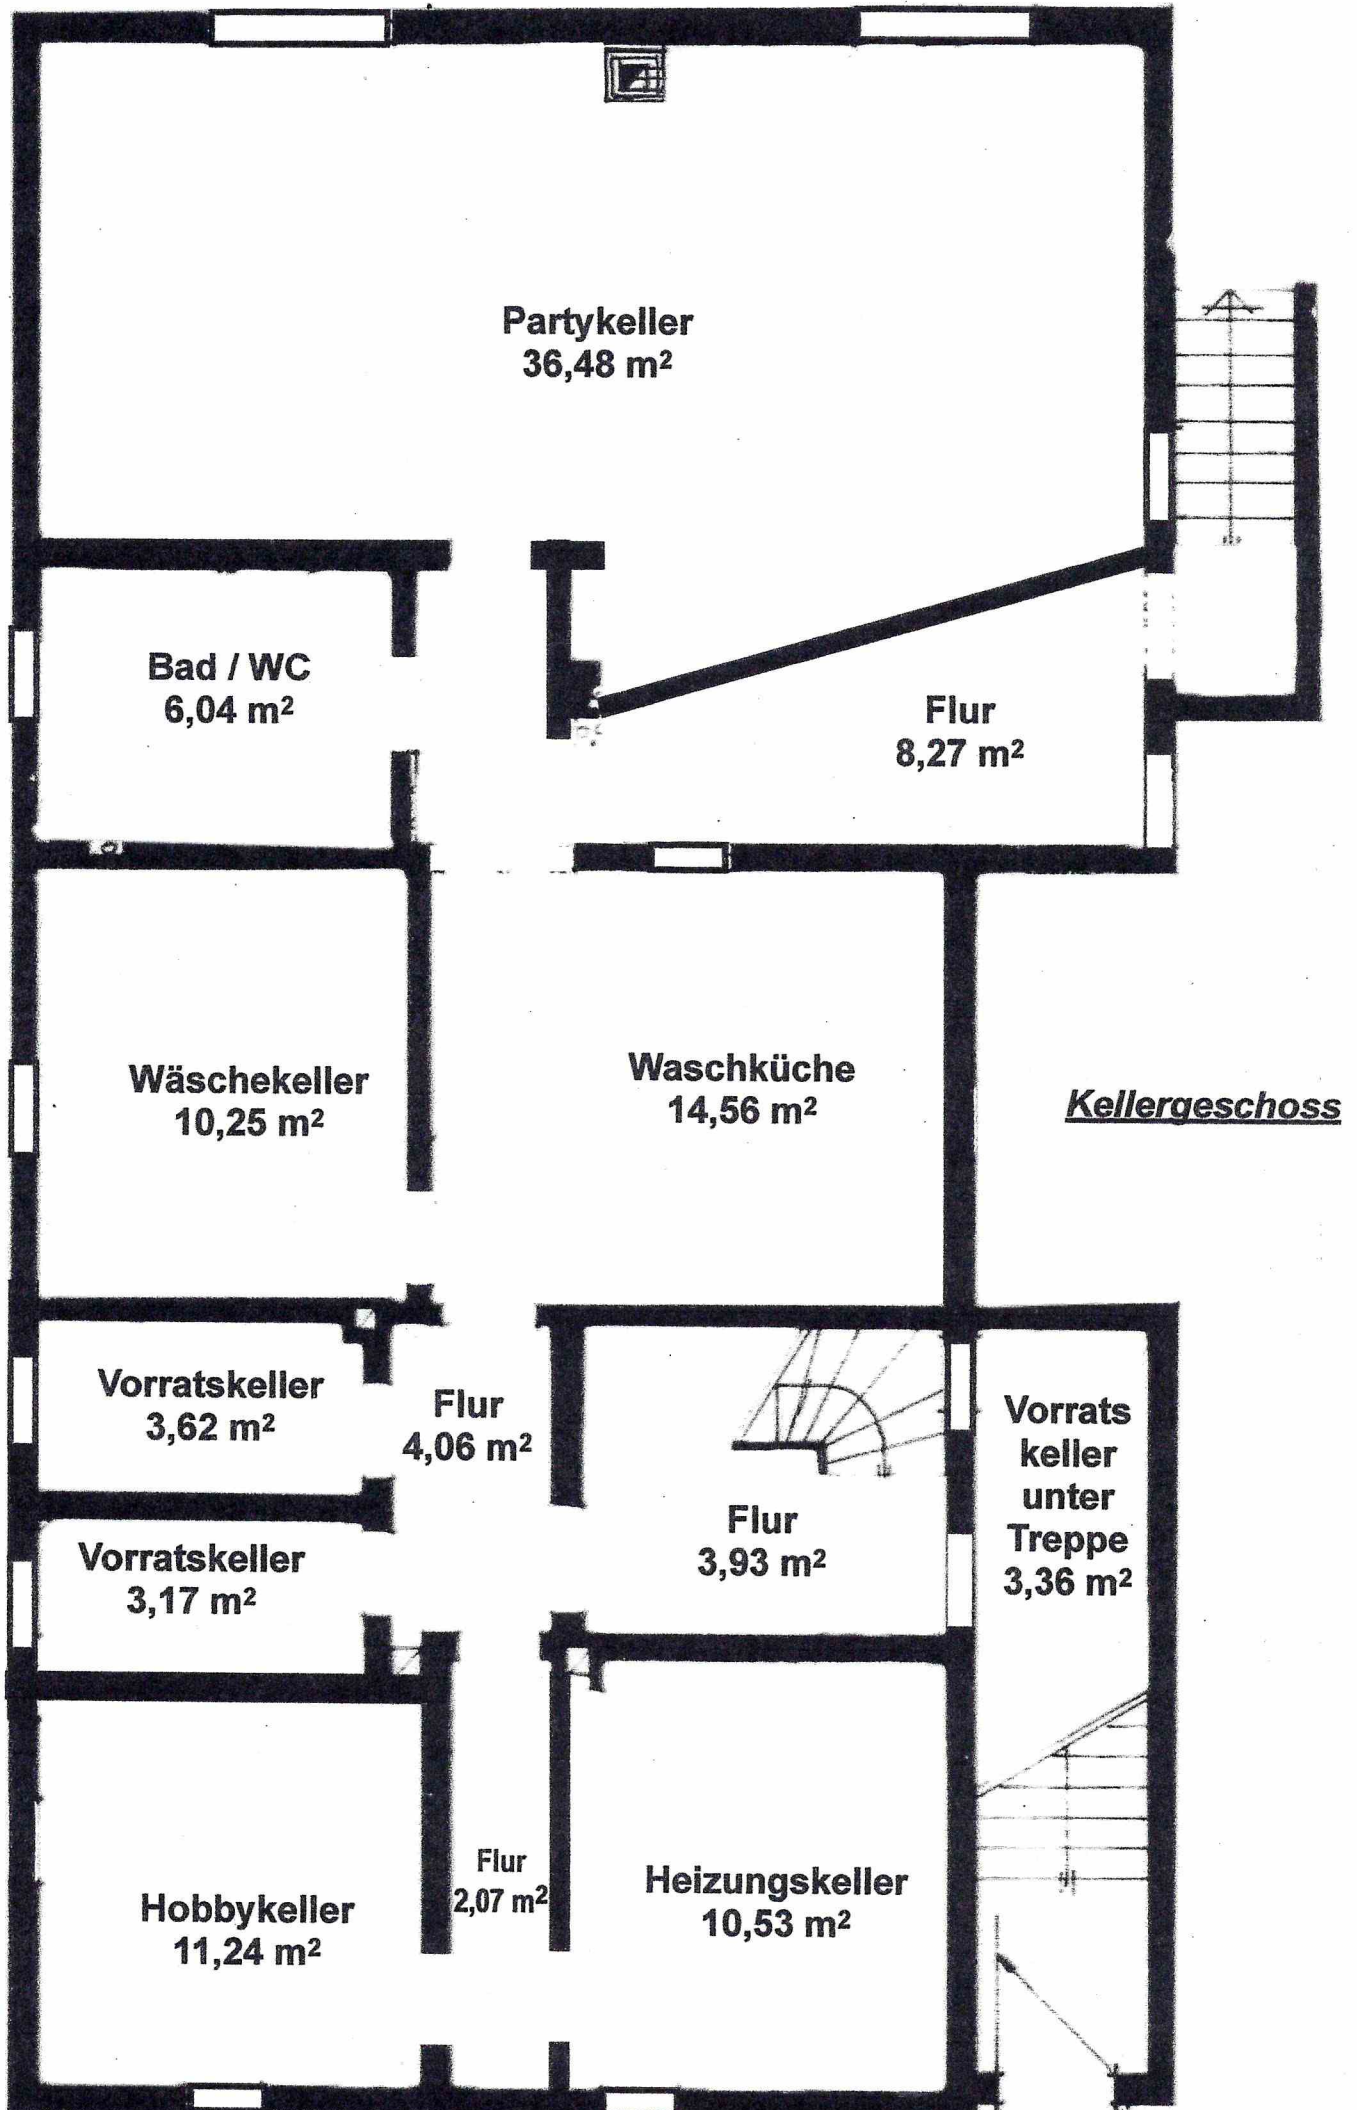 Partykeller
36,48 m²
Bad / WC
6,04 m²
Flur
8,27 m²
Wäschekeller
10,25 m²
Waschküche
14,56 m²
Kellergeschoss
Vorratskeller
3,62 m²
Flur
4,06 m²
Vorrats
keller
unter
Treppe
3,36 m²
Flur
3,93 m²
Vorratskeller
3,17 m²
Hobbykeller
11,24 m²
Flur
2,07 m²
Heizungskeller
10,53 m²